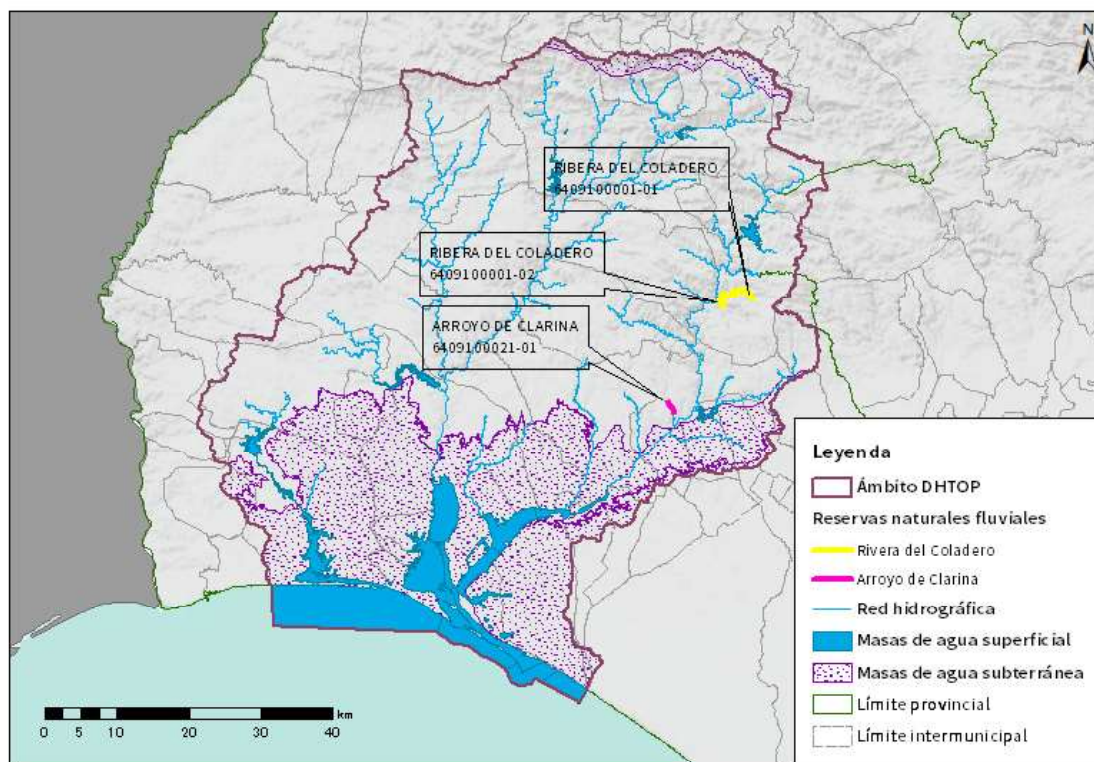 N
RIBERA DEL COLADERO
6409100001-01
RIBERA DEL COLADERO
6409100001-02
ARROYO DE CLARINA
6409100021-01
Leyenda
Ámbito DHTOP
Reservas naturales fluviales
Rivera del Coladero
Arroyo de Clarina
Red hidrográfica
Masas de agua superficial
Masas de agua subterránea
Límite provincial
Límite intermunicipal
km
0 5 10 20 30 40